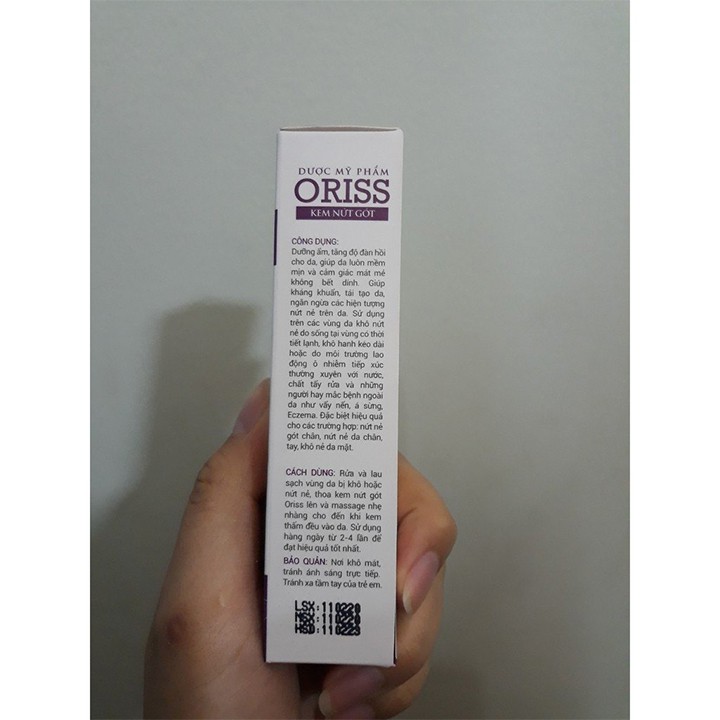 DƯỢC MỸ PHẨM
ORISS
KEM NỨT GÓT
CÔNG DỤNG:
Dưỡng ẩm, tăng độ đàn hồi
cho da, giúp da luôn mềm
mịn và cảm giác mát mẻ
không bết dính. Giúp
kháng khuẩn, tái tạo da,
ngăn ngừa các hiện tượng
nứt nẻ trên da. Sử dụng
trên các vùng da khô nứt
nẻ do sống tại vùng có thời
tiết lạnh, khô hanh kéo dài
hoặc do môi trường lao
động ô nhiễm tiếp xúc
thường xuyên với nước,
chất tẩy rửa và những
người hay mắc bệnh ngoài
da như vẩy nến, á sừng,
Eczema. Đặc biệt hiệu quả
cho các trường hợp: nứt nẻ
gót chân, nứt nẻ da chân,
tay, khô nẻ da mặt.
CÁCH DÙNG: Rửa và lau
sạch vùng da bị khô hoặc
nứt nẻ, thoa kem nứt gót
Oriss lên và massage nhẹ
nhàng cho đến khi kem
thấm đều vào da. Sử dụng
hàng ngày từ 2-4 lần để
đạt hiệu quả tốt nhất.
BẢO QUẢN: Nơi khô mát,
tránh ánh sáng trực tiếp.
Tránh xa tầm tay của trẻ em.
LSX:110220
NSX:110220
HSD:110223